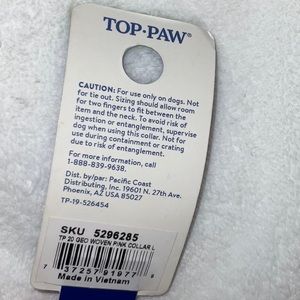 TOP·PAW®
CAUTION: For use only on dogs. Not
for tie out. Sizing should allow room
for two fingers to fit between the
item and the neck. To avoid risk of
ingestion or entanglement, supervise
dog when using this collar. Not for
use during containment or crating
due to risk of entanglement.
For more information, call
1-888-839-9638.
Dist. by/par: Pacific Coast
Distributing, Inc. 19601 N. 27th Ave.
Phoenix, AZ USA 85027
TP-19-526454
SKU 5296285
TP 20 GEO WOVEN PINK COLLAR L
7 37257 91977
Made in Vietnam